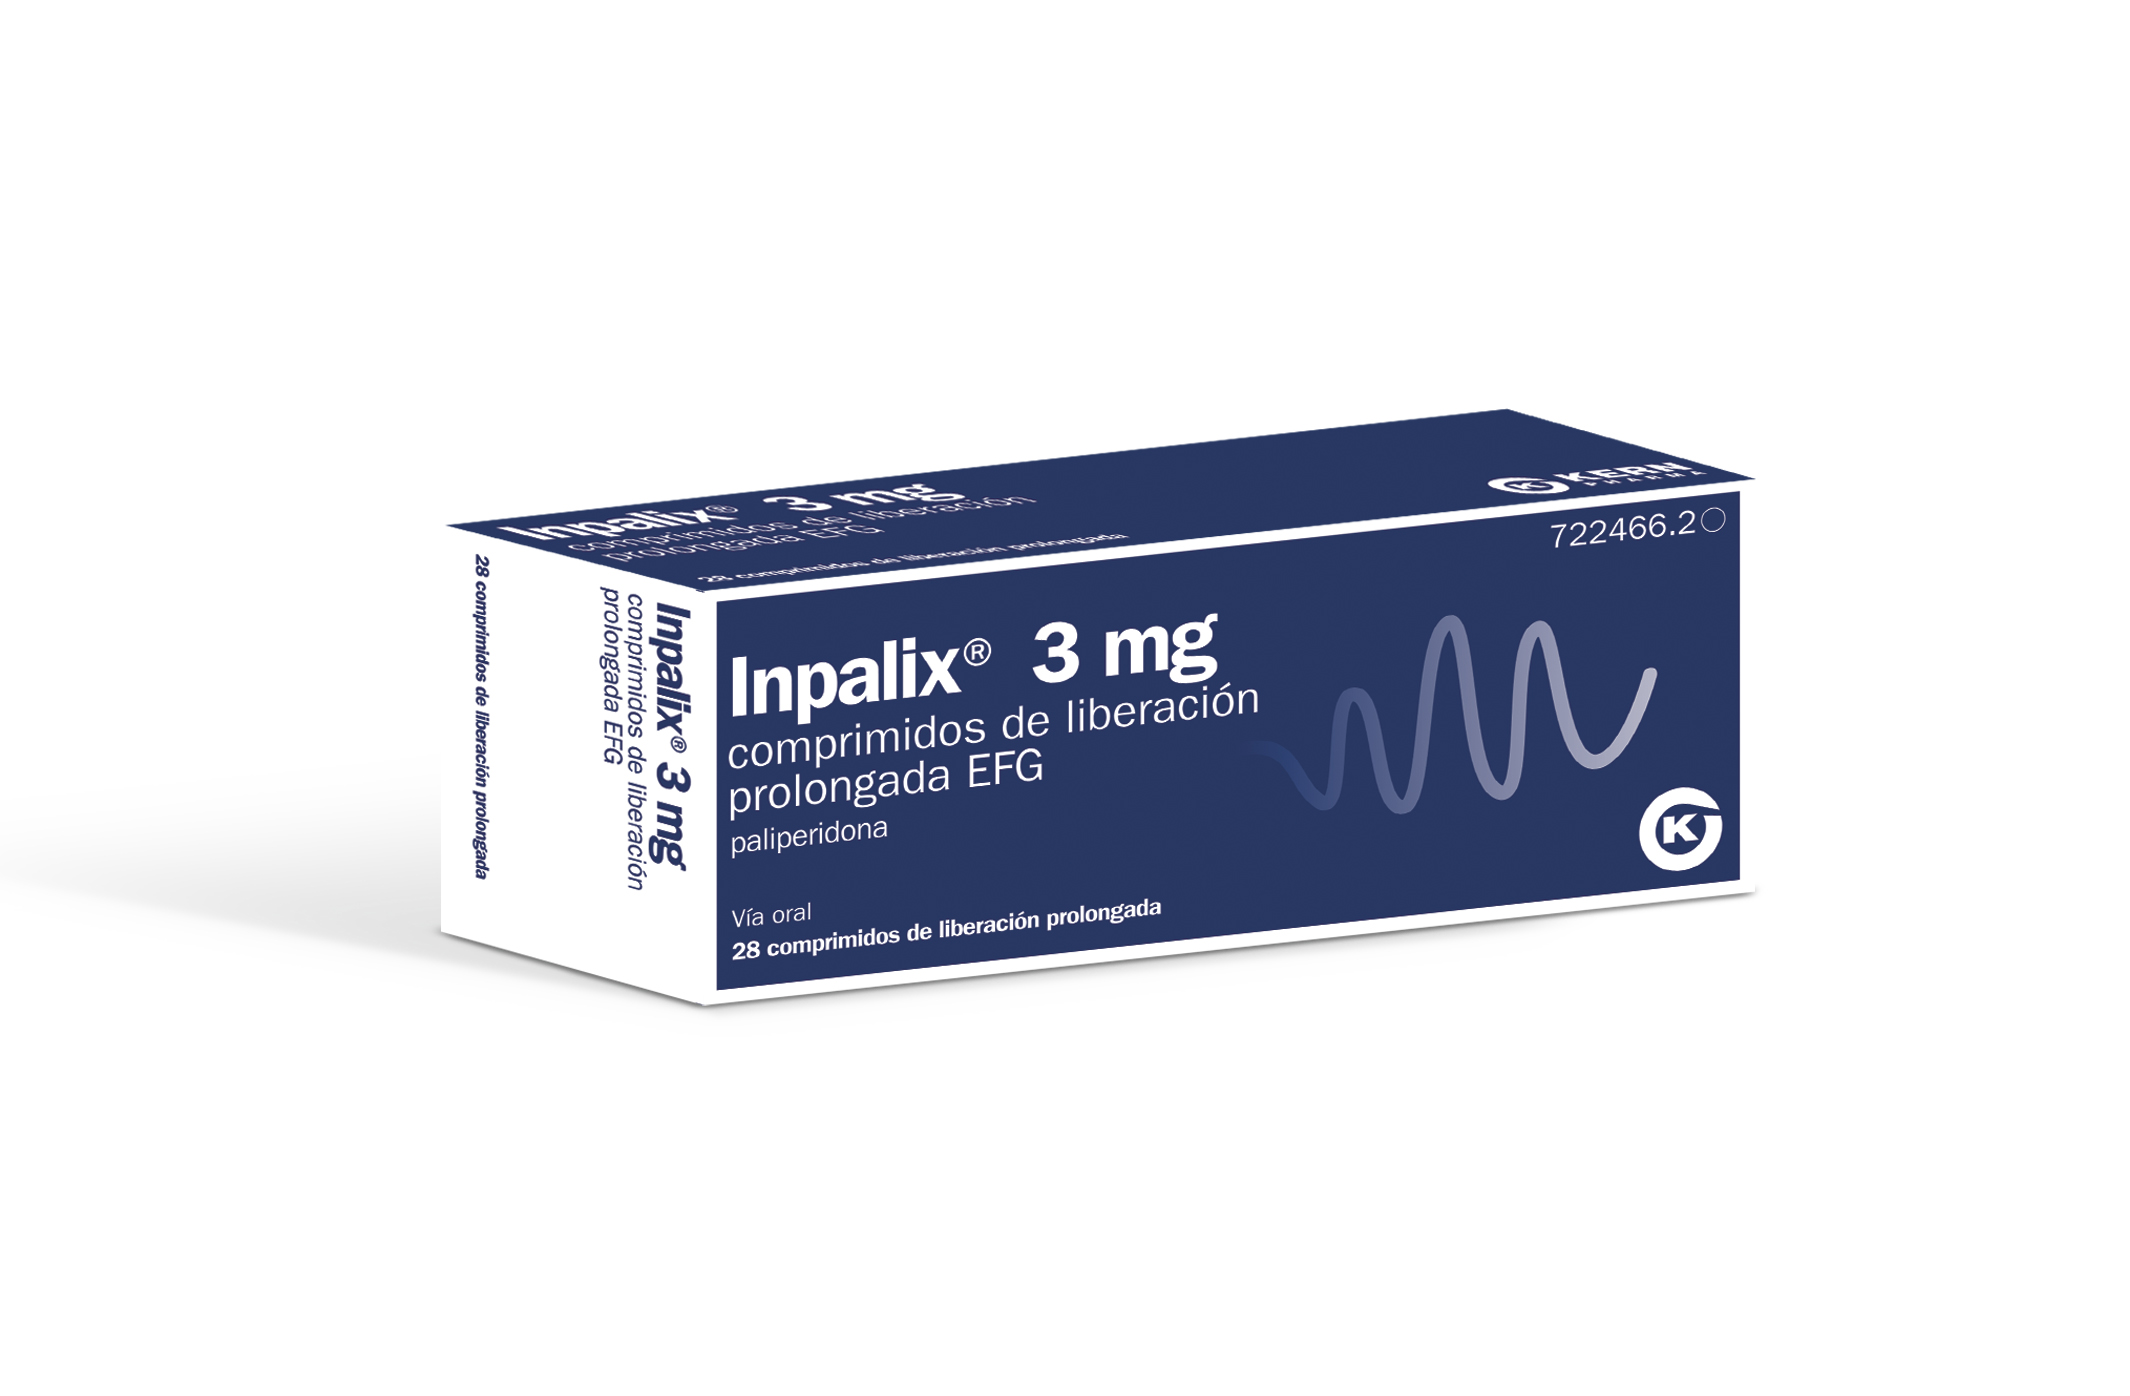 Inpalix® 3 mg
comprimidos de liberación
prolongada EFG
28 comprimidos de liberación prolongada
K KERN
PHARMA
28 comprimidos de liberación prolongada
Inpalix® 3 mg
comprimidos de liberación
prolongada EFG
722466.2
Inpalix® 3 mg
comprimidos de liberación
prolongada EFG
paliperidona
Vía oral
28 comprimidos de liberación prolongada
K